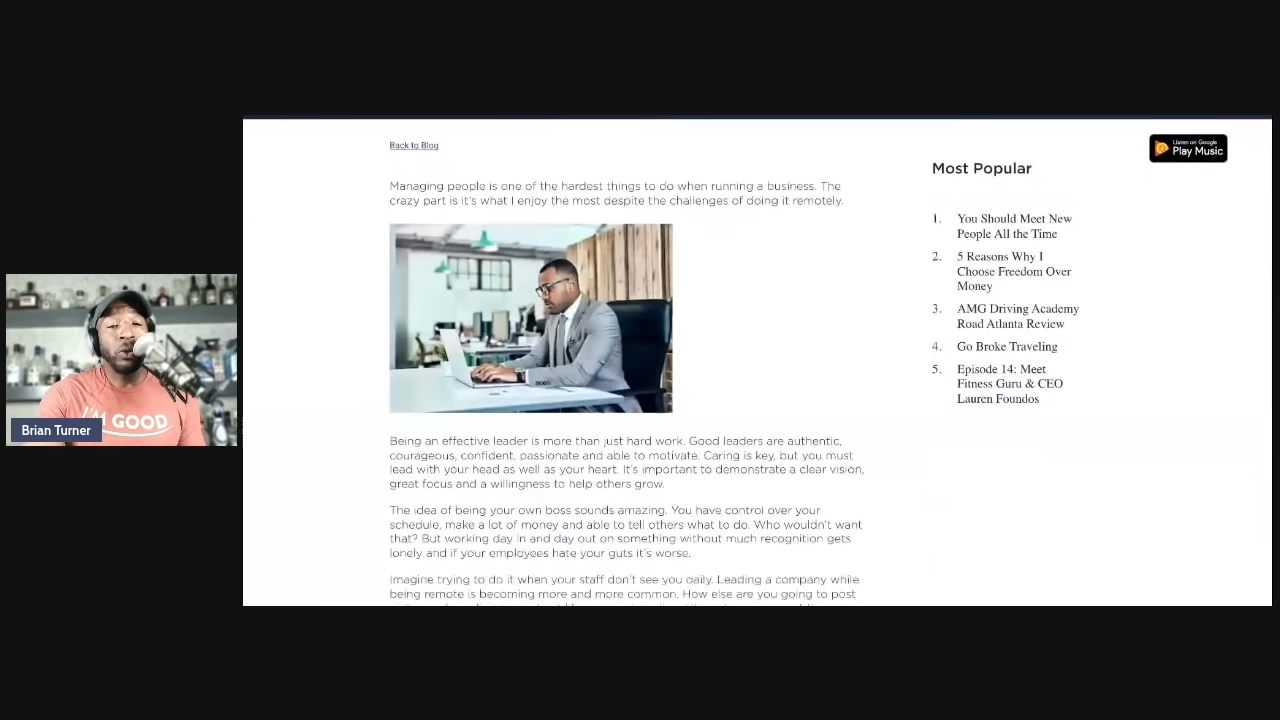 Back to Blog
Managing people is one of the hardest things to do when running a business. The
crazy part is it's what I enjoy the most despite the challenges of doing it remotely.
Being an effective leader is more than just hard work. Good leaders are authentic,
courageous, confident, passionate and able to motivate. Caring is key, but you must
lead with your head as well as your heart. It's important to demonstrate a clear vision,
great focus and a willingness to help others grow.
The idea of being your own boss sounds amazing. You have control over your
schedule, make a lot of money and able to tell others what to do. Who wouldn't want
that? But working day in and day out on something without much recognition gets
lonely and if your employees hate your guts it's worse.
Imagine trying to do it when your staff don't see you daily. Leading a company while
being remote is becoming more and more common. How else are you going to post
Listen on Google
Play Music
Most Popular
1. You Should Meet New
People All the Time
2. 5 Reasons Why I
Choose Freedom Over
Money
3. AMG Driving Academy
Road Atlanta Review
4. Go Broke Traveling
5. Episode 14: Meet
Fitness Guru & CEO
Lauren Foundos
I'M GOOD
Brian Turner